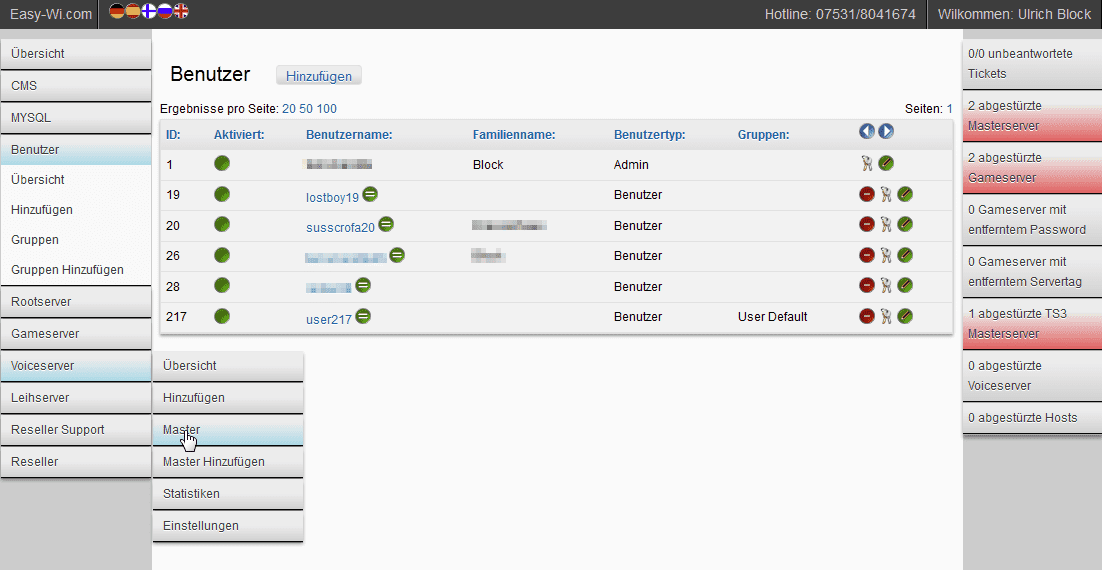 Easy-Wi.com
Hotline: 07531/8041674
Wilkommen: Ulrich Block
Übersicht
CMS
MYSQL
Benutzer
Übersicht
Hinzufügen
Gruppen
Gruppen Hinzufügen
Rootserver
Gameserver
Voiceserver
Leihserver
Reseller Support
Reseller
Benutzer Hinzufügen
Ergebnisse pro Seite: 20 50 100 Seiten: 1
ID: Aktiviert: Benutzername: Familienname: Benutzertyp: Gruppen:
1 Block Admin
19 lostboy19 Benutzer
20 susscrofa20 Benutzer
26 Benutzer
28 Benutzer
217 user217 Benutzer User Default
Übersicht
Hinzufügen
Master
Master Hinzufügen
Statistiken
Einstellungen
0/0 unbeantwortete
Tickets
2 abgestürzte
Masterserver
2 abgestürzte
Gameserver
0 Gameserver mit
entferntem Password
0 Gameserver mit
entferntem Servertag
1 abgestürzte TS3
Masterserver
0 abgestürzte
Voiceserver
0 abgestürzte Hosts